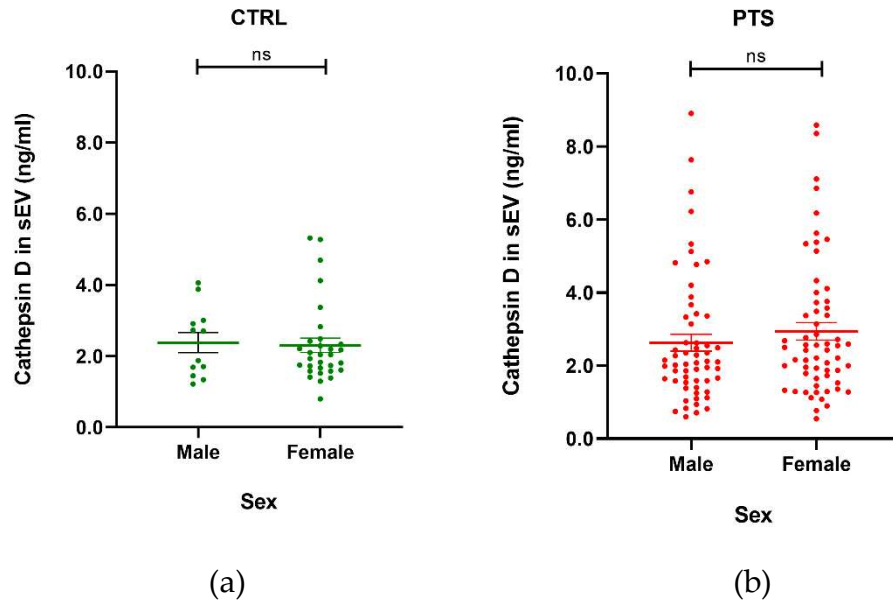 CTRL
ns
Cathepsin D in sEV (ng/ml)
10.0
8.0
6.0
4.0
2.0
0.0
Male Female
Sex
(a)
PTS
ns
Cathepsin D in sEV (ng/ml)
10.0
8.0
6.0
4.0
2.0
0.0
Male Female
Sex
(b)